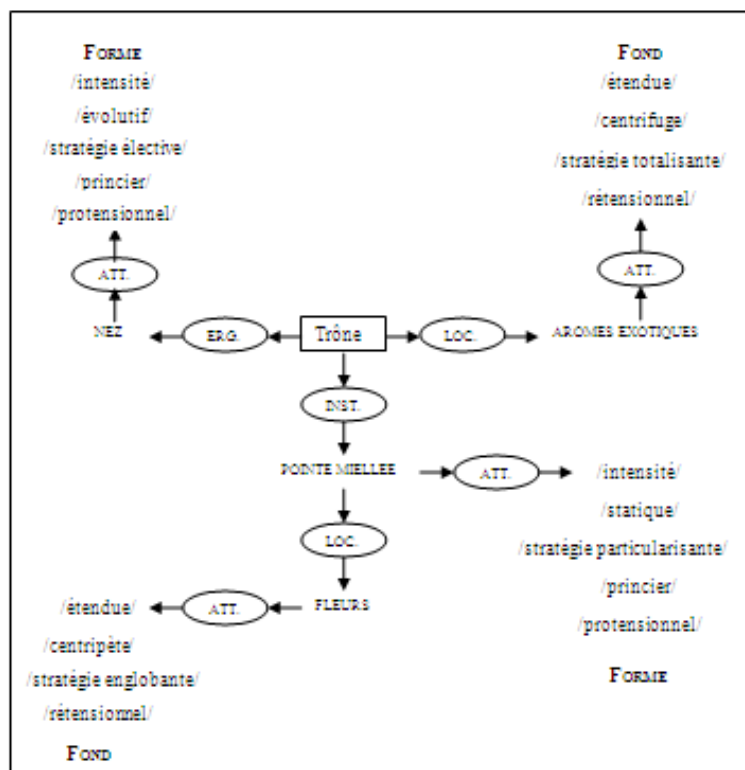 FORME
/intensité/
/évolutif/
/stratégie élective/
/princier/
/protensionnel/
FOND
/étendue/
/centrifuge/
/stratégie totalisante/
/rétensionnel/
ATT.
ATT.
NEZ
ERG.
Trône
LOC.
AROMES EXOTIQUES
INST.
POINTE MIELLEE
ATT.
/intensité/
/statique/
/stratégie particularisante/
/princier/
/protensionnel/
FORME
LOC.
FLEURS
ATT.
/étendue/
/centripète/
/stratégie englobante/
/rétensionnel/
FOND